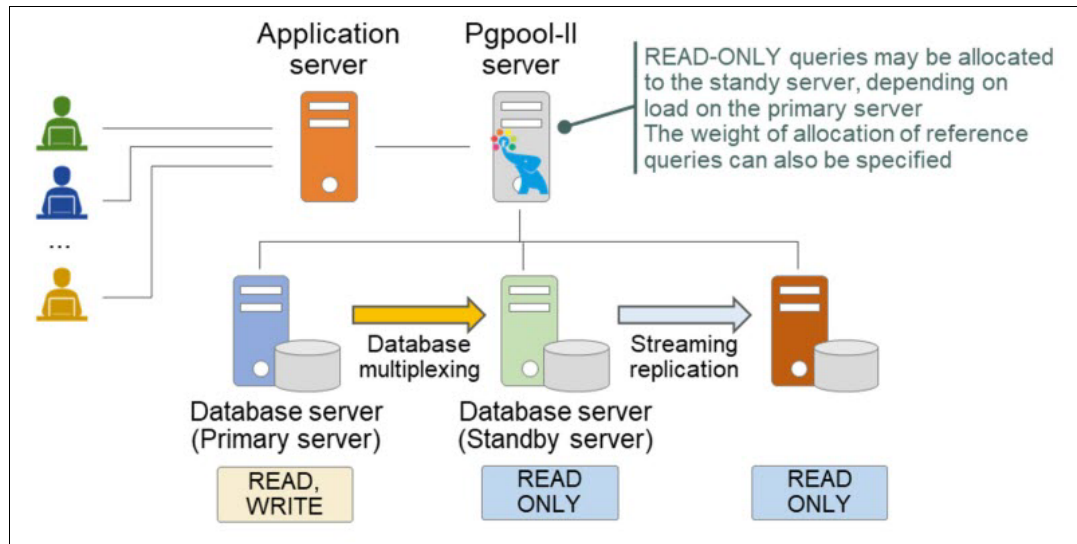 Application
server
Pgpool-II
server
READ-ONLY queries may be allocated
to the standy server, depending on
load on the primary server
The weight of allocation of reference
queries can also be specified
...
Database
multiplexing
Streaming
replication
Database server
(Primary server)
Database server
(Standby server)
READ,
WRITE
READ
ONLY
READ
ONLY